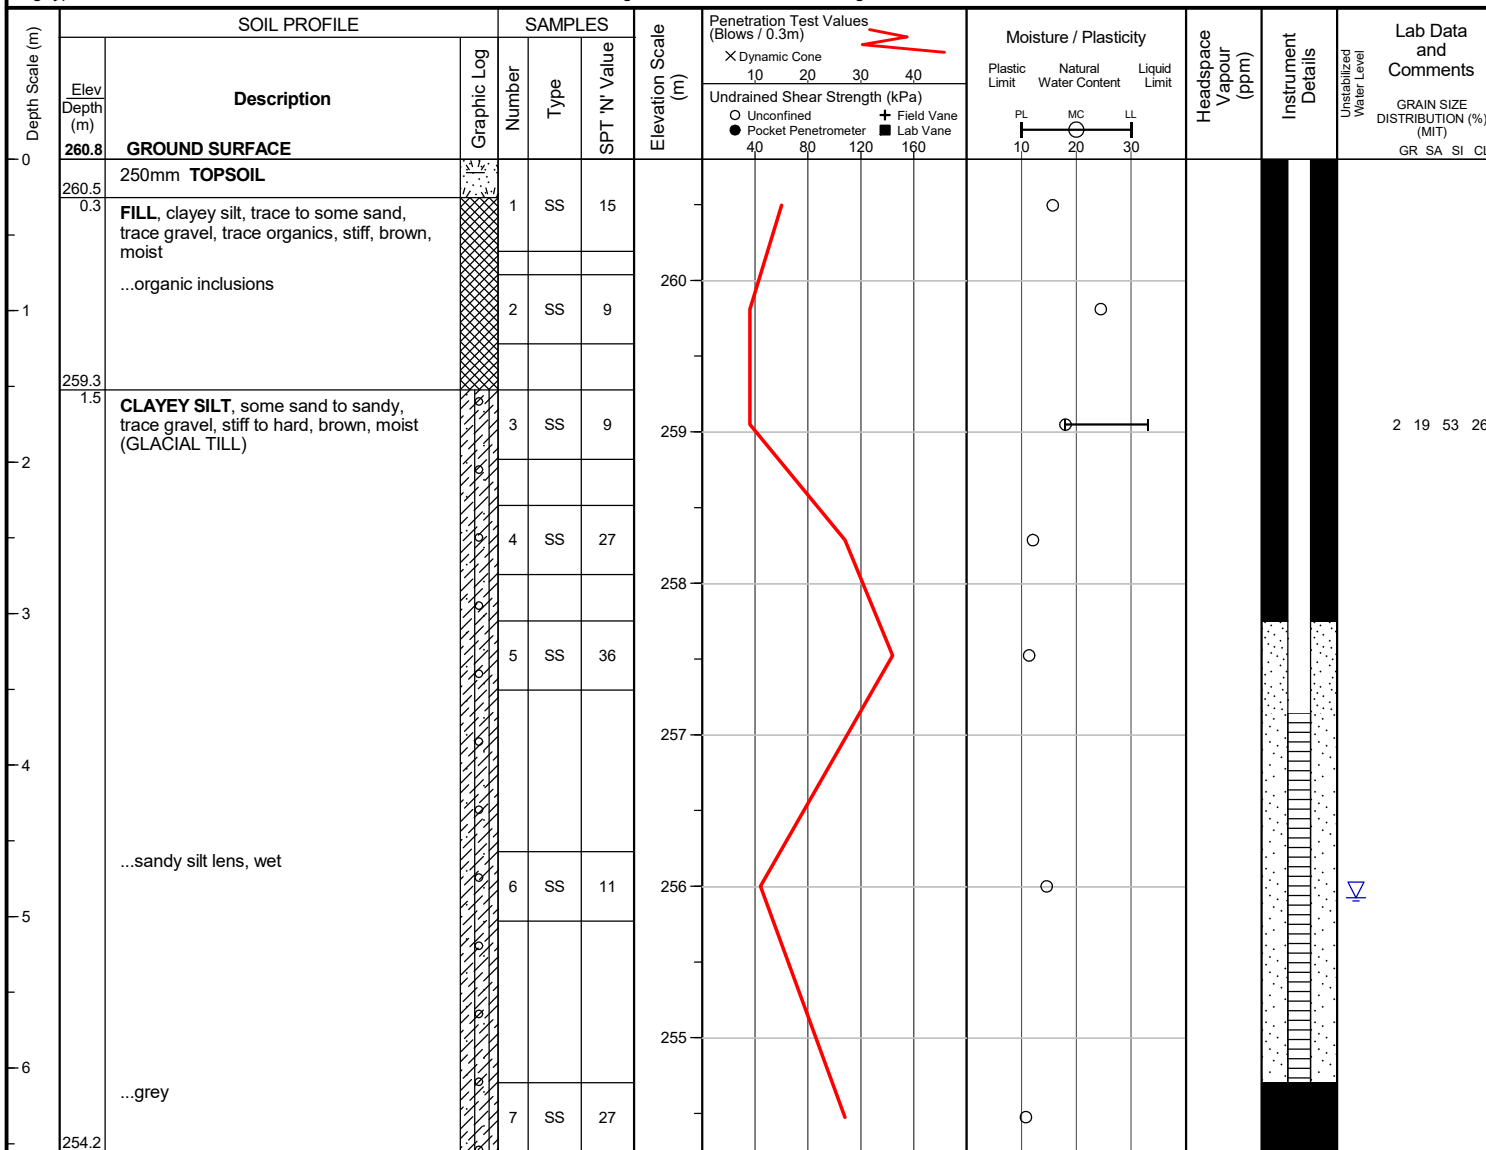 SOIL PROFILE
SAMPLES
Depth Scale (m)
Elev
Depth
(m)
Description
Graphic Log
Number
Type
SPT 'N' Value
Elevation Scale
(m)
Penetration Test Values
(Blows / 0.3m)
X Dynamic Cone
10 20 30 40
Undrained Shear Strength (kPa)
Unconfined
Field Vane
Pocket Penetrometer
Lab Vane
40 80 120 160
Moisture / Plasticity
Plastic Limit
Natural Water Content
Liquid Limit
PL MC LL
10 20 30
Headspace
Vapour
(ppm)
Instrument
Details
Unstabilized
Water Level
Lab Data
and
Comments
GRAIN SIZE
DISTRIBUTION (%)
(MIT)
GR SA SI CL
260.8 GROUND SURFACE
0
250mm TOPSOIL
260.5
0.3
FILL, clayey silt, trace to some sand,
trace gravel, trace organics, stiff, brown,
moist
1 SS 15
...organic inclusions
260
1
2 SS 9
259.3
1.5
CLAYEY SILT, some sand to sandy,
trace gravel, stiff to hard, brown, moist
(GLACIAL TILL)
3 SS 9
259
2 19 53 26
2
4 SS 27
258
3
5 SS 36
257
4
...sandy silt lens, wet
6 SS 11
256
5
255
6
...grey
7 SS 27
254.2